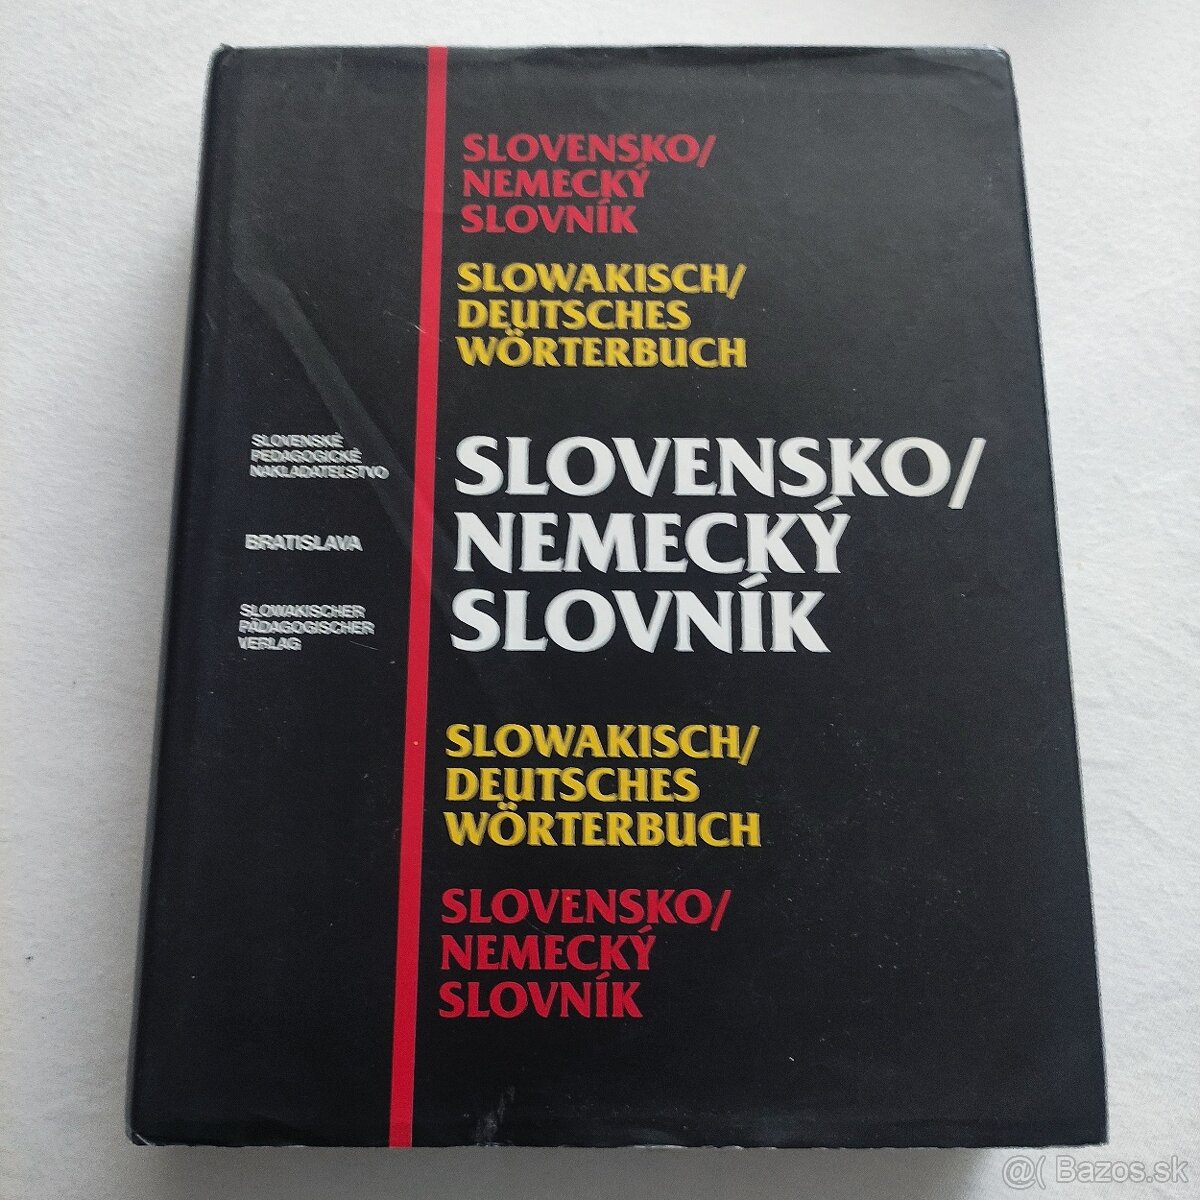 SLOVENSKO/
NEMECKÝ
SLOVNÍK
SLOWAKISCH/
DEUTSCHES
WÖRTERBUCH
SLOVENSKÉ
PEDAGOGICKÉ
NAKLADATEĽSTVO
BRATISLAVA
SLOWAKISCHER
PÄDAGOGISCHER
VERLAG
SLOVENSKO/
NEMECKÝ
SLOVNÍK
SLOWAKISCH/
DEUTSCHES
WÖRTERBUCH
SLOVENSKO/
NEMECKÝ
SLOVNÍK
@( Bazos.sk